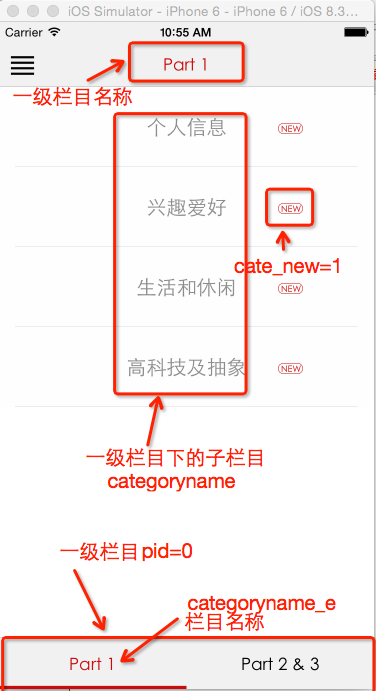 iOS Simulator - iPhone 6 - iPhone 6 / iOS 8.3...
Carrier 10:55 AM
Part 1
一级栏目名称
个人信息 NEW
兴趣爱好 NEW
cate_new=1
生活和休闲 NEW
高科技及抽象 NEW
一级栏目下的子栏目
categoryname
一级栏目pid=0
categoryname_e
栏目名称
Part 1 Part 2 & 3